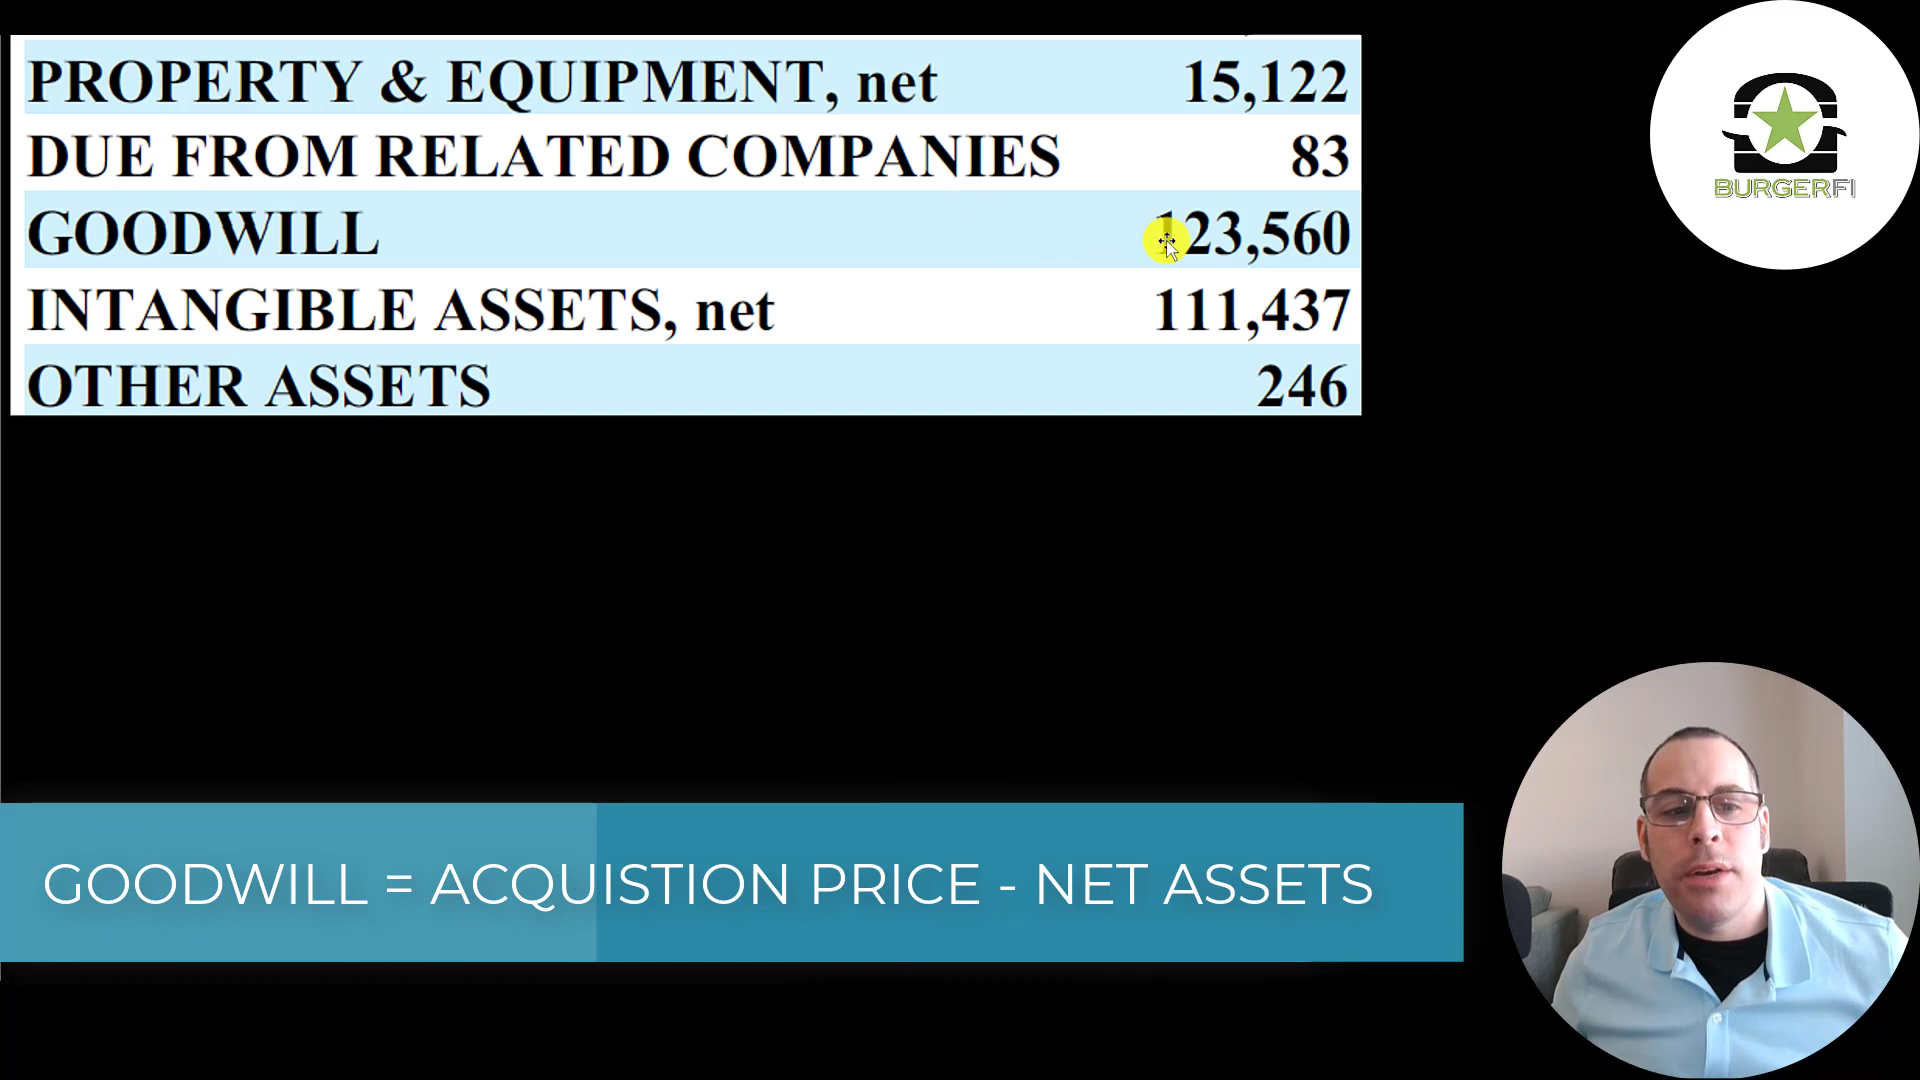 PROPERTY & EQUIPMENT, net 15,122
DUE FROM RELATED COMPANIES 83
GOODWILL 123,560
INTANGIBLE ASSETS, net 111,437
OTHER ASSETS 246
BURGERFI
GOODWILL = ACQUISTION PRICE - NET ASSETS